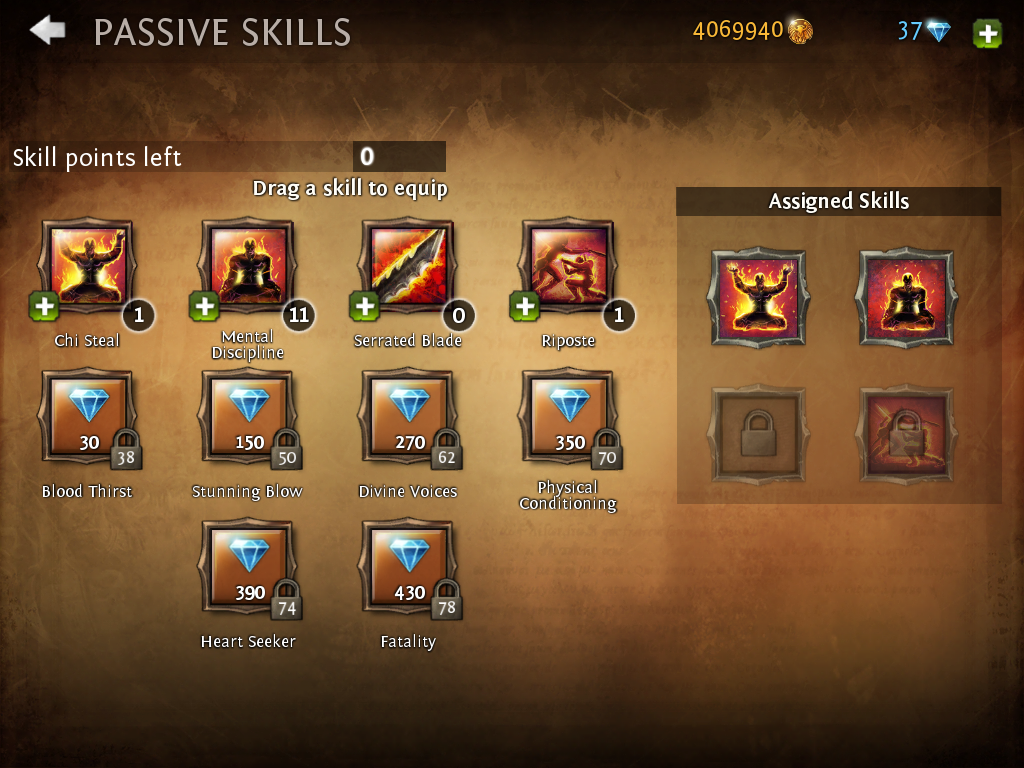 PASSIVE SKILLS
4069940
37
Skill points left 0
Drag a skill to equip
Assigned Skills
1
11
0
1
Chi Steal
Mental
Discipline
Serrated Blade
Riposte
30
38
150
50
270
62
350
70
Blood Thirst
Stunning Blow
Divine Voices
Physical
Conditioning
390
74
430
78
Heart Seeker
Fatality